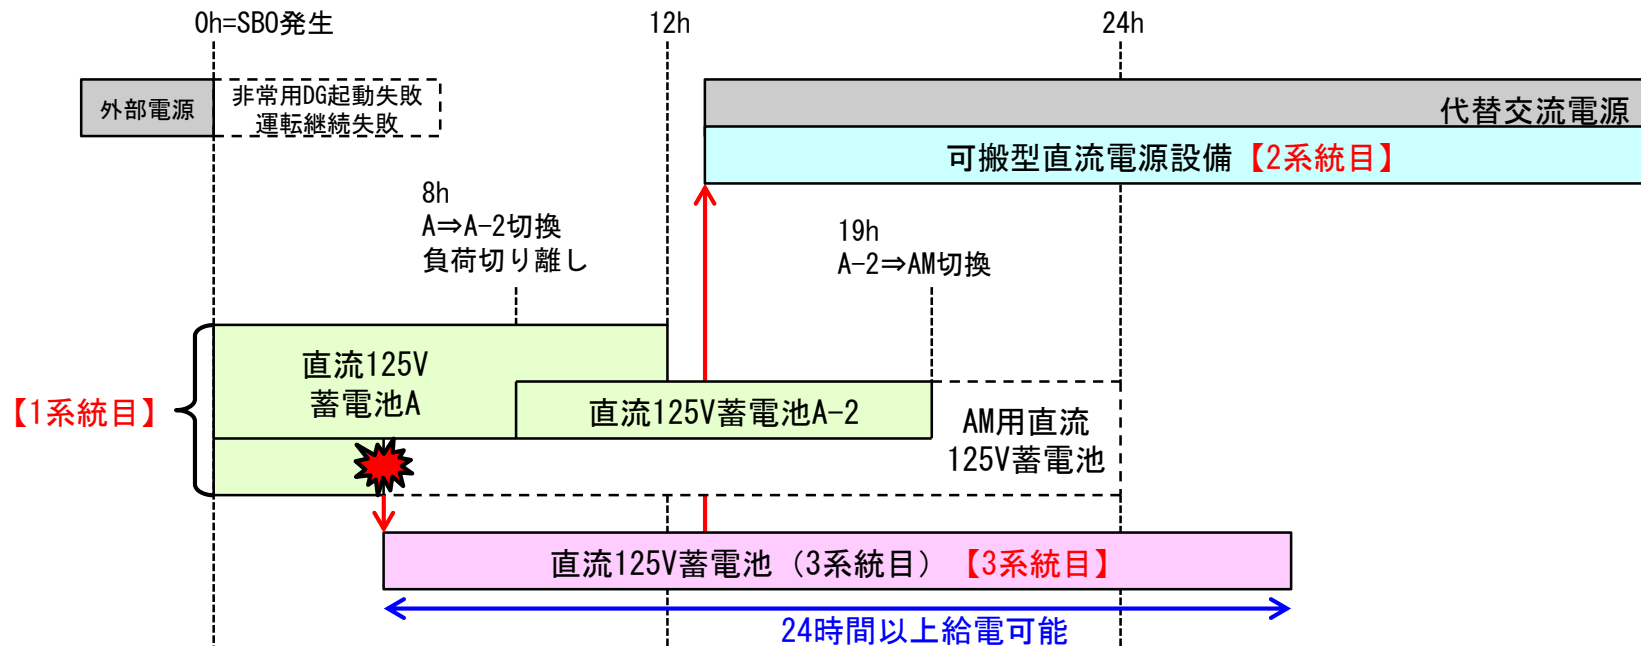 0h=SBO発生
12h
24h
外部電源
非常用DG起動失敗
運転継続失敗
代替交流電源
可搬型直流電源設備【2系統目】
8h
A⇒A-2切換
負荷切り離し
19h
A-2⇒AM切換
【1系統目】
直流125V
蓄電池A
直流125V蓄電池A-2
AM用直流
125V蓄電池
直流125V蓄電池（3系統目）【3系統目】
24時間以上給電可能